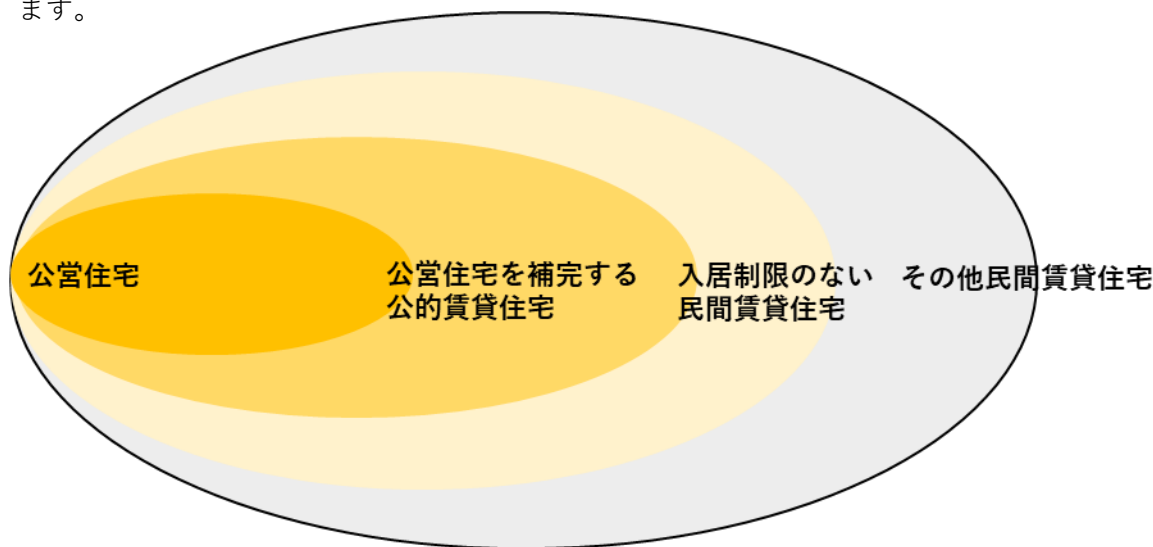 ます。
公営住宅
公営住宅を補完する
公的賃貸住宅
入居制限のない
民間賃貸住宅
その他民間賃貸住宅